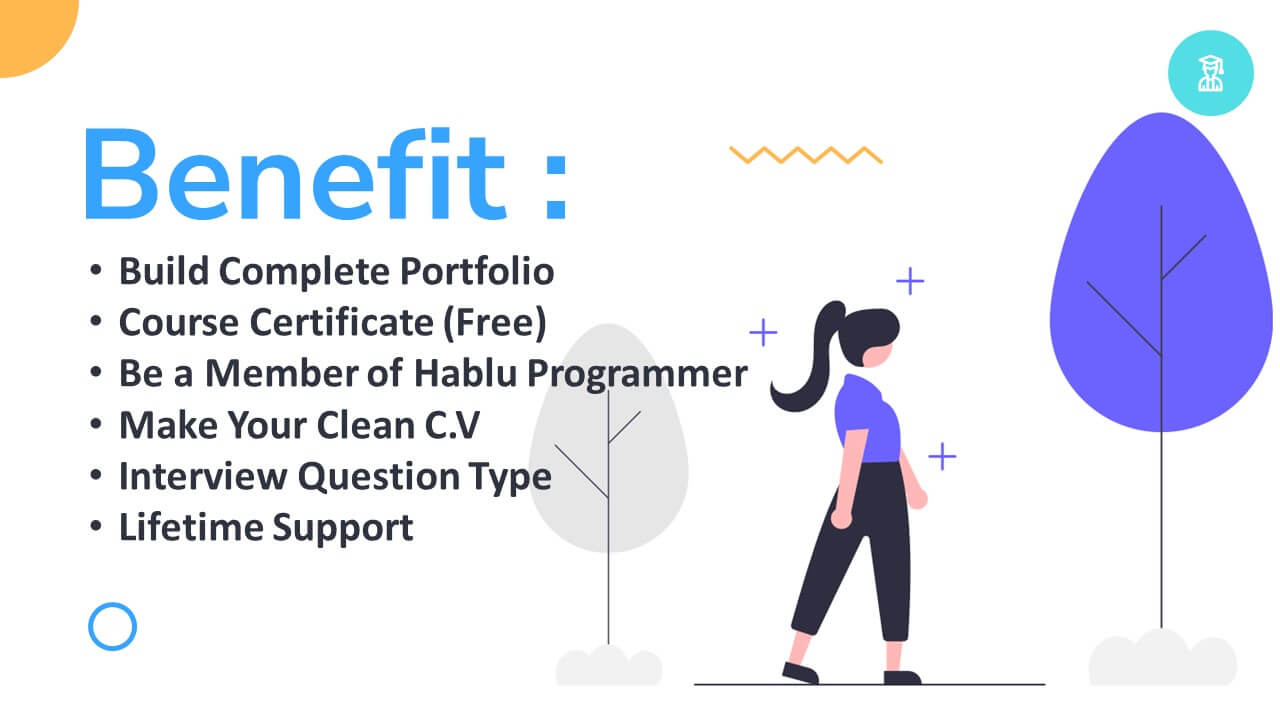 Benefit :
• Build Complete Portfolio
• Course Certificate (Free)
• Be a Member of Hablu Programmer
• Make Your Clean C.V
• Interview Question Type
• Lifetime Support